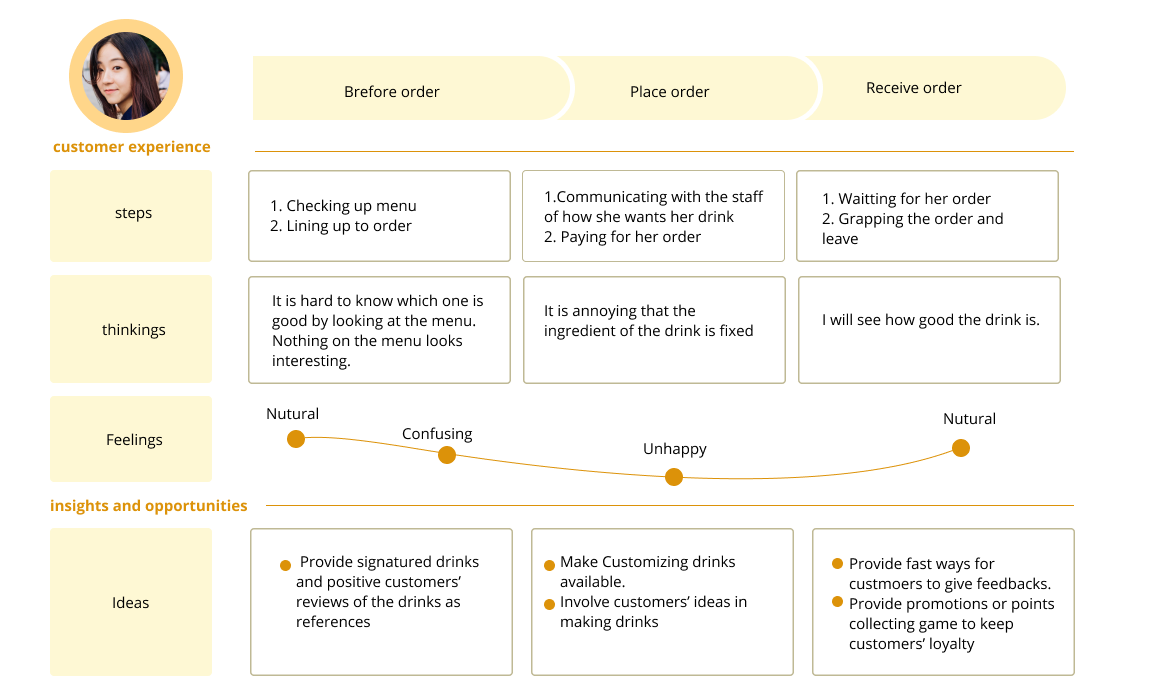 Brefore order
Place order
Receive order
customer experience
steps
1. Checking up menu
2. Lining up to order
1.Communicating with the staff
of how she wants her drink
2. Paying for her order
1. Waitting for her order
2. Grapping the order and
leave
thinkings
It is hard to know which one is
good by looking at the menu.
Nothing on the menu looks
interesting.
It is annoying that the
ingredient of the drink is fixed
I will see how good the drink is.
Feelings
Nutural
Confusing
Unhappy
Nutural
insights and opportunities
Ideas
Provide signatured drinks
and positive customers’
reviews of the drinks as
references
Make Customizing drinks
available.
Involve customers’ ideas in
making drinks
Provide fast ways for
custmoers to give feedbacks.
Provide promotions or points
collecting game to keep
customers’ loyalty